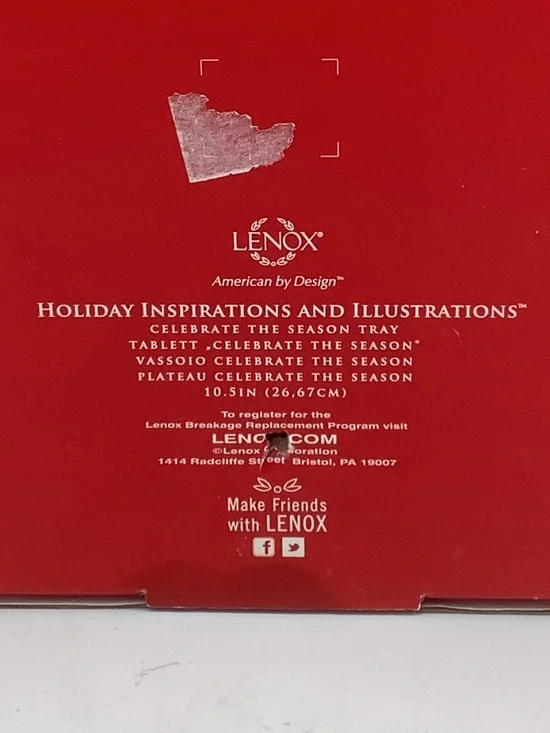 LENOX®
American by Design™
HOLIDAY INSPIRATIONS AND ILLUSTRATIONS™
CELEBRATE THE SEASON TRAY
TABLETT „CELEBRATE THE SEASON“
VASSOIO CELEBRATE THE SEASON
PLATEAU CELEBRATE THE SEASON
10.5IN (26,67CM)
To register for the
Lenox Breakage Replacement Program visit
COM
©Lenox
1414 Radcliffe Bristol, PA 19007
Make Friends
with LENOX
f